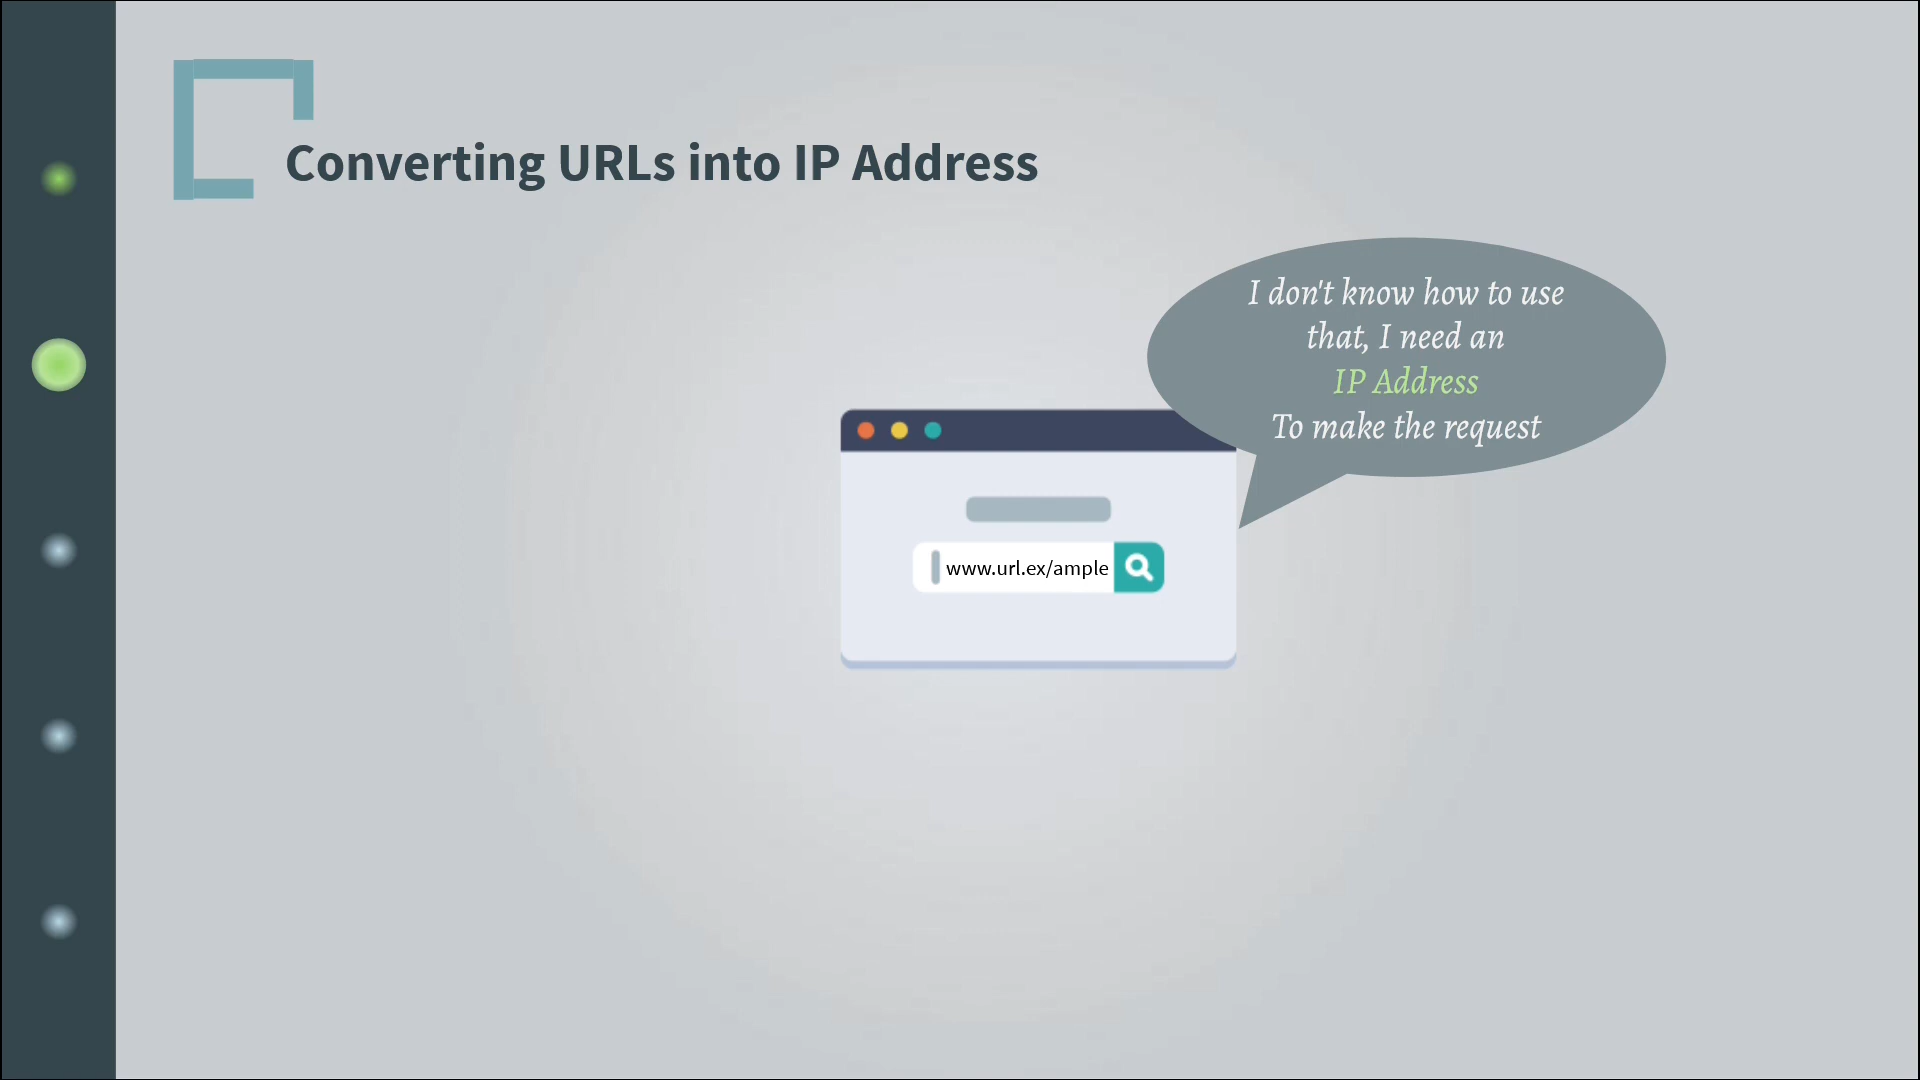 Converting URLs into IP Address
I don't know how to use
that, I need an
IP Address
To make the request
www.url.ex/ample